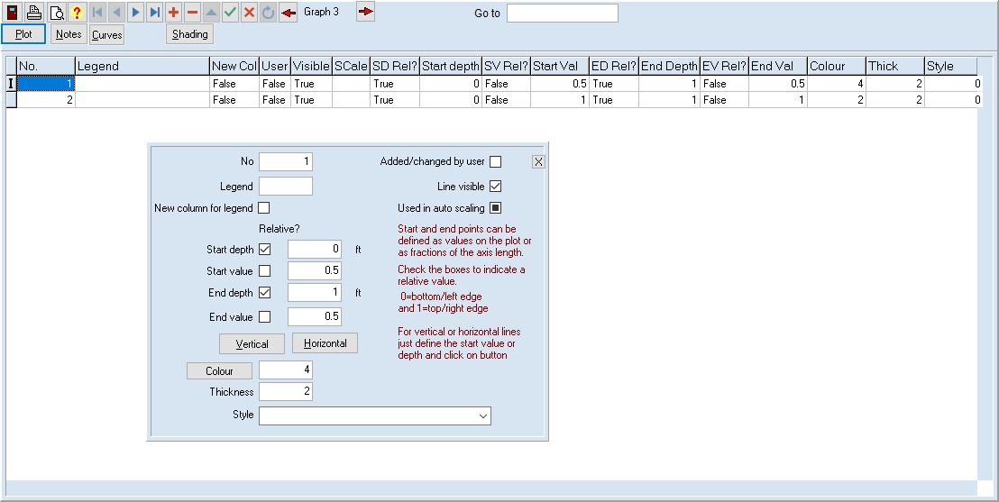 Graph 3 Go to
Plot Notes Curves Shading
No. Legend New Col User Visible SCale SD Rel? Start depth SV Rel? Start Val ED Rel? End Depth EV Rel? End Val Colour Thick Style
1 False False True True 0 False 0.5 True 1 False 0.5 4 2 0
2 False False True True 0 False 1 True 1 False 1 2 2 0
No 1 Added/changed by user X
Legend Line visible
New column for legend Used in auto scaling
Relative?
Start depth 0 ft
Start value 0.5
End depth 1 ft
End value 0.5
Vertical Horizontal
Colour 4
Thickness 2
Style
Start and end points can be
defined as values on the plot or
as fractions of the axis length.
Check the boxes to indicate a
relative value.
0=bottom/left edge
and 1=top/right edge
For vertical or horizontal lines
just define the start value or
depth and click on button